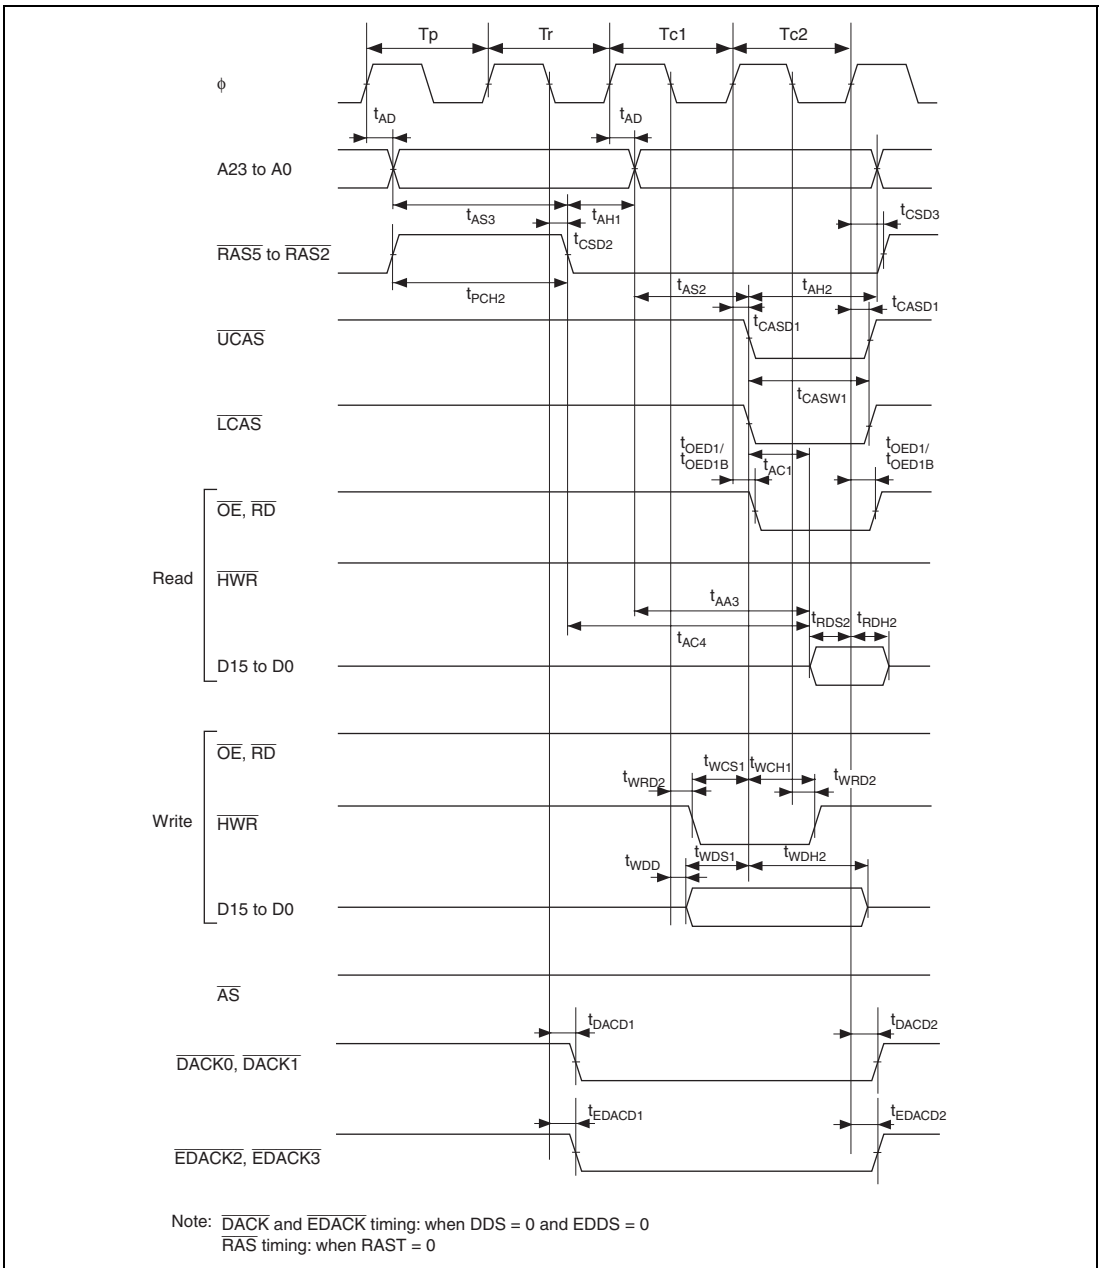 Tp Tr Tc1 Tc2
ϕ
tAD tAD
A23 to A0
tAS3 tAH1 tCSD2 tCSD3
RAS5 to RAS2
tPCH2 tAS2 tAH2
tCASD1 tCASD1
UCAS
tCASW1
LCAS
tOED1/ tOED1/
tOED1B tAC1 tOED1B
OE, RD
Read HWR
tAA3
tRDS2 tRDH2
tAC4
D15 to D0
OE, RD
tWCS1 tWCH1
tWRD2 tWRD2
Write HWR
tWDD tWDS1 tWDH2
D15 to D0
AS
tDACD1 tDACD2
DACK0, DACK1
tEDACD1 tEDACD2
EDACK2, EDACK3
Note: DACK and EDACK timing: when DDS = 0 and EDDS = 0
RAS timing: when RAST = 0